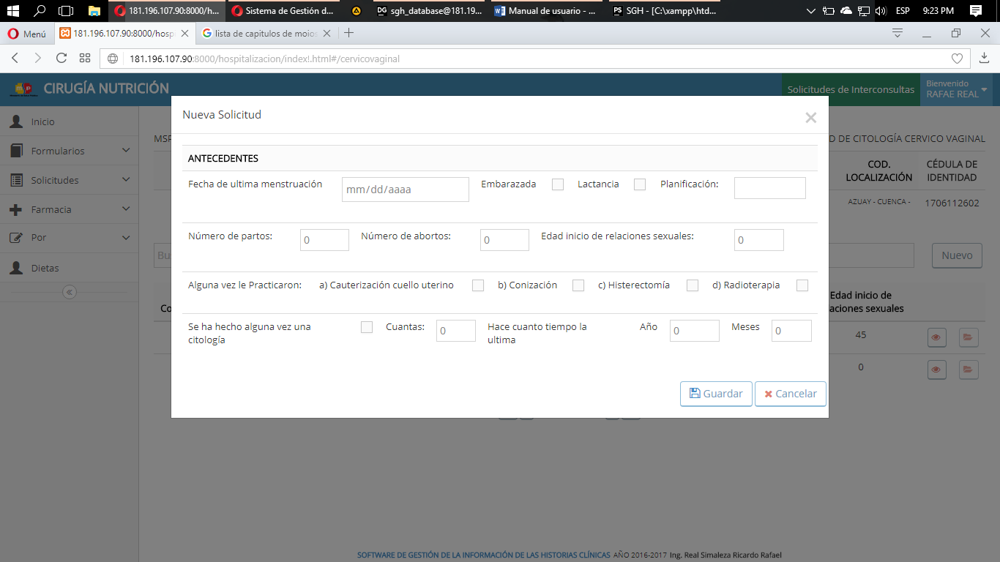 181.196.107.90:8000/h...
Sistema de Gestión d...
DG sgh_database@181.19...
Manual de usuario - ...
PS SGH - [C:\xampp\htd...
ESP
9:23 PM
Menú
181.196.107.90:8000/hosp
lista de capitulos de moio
181.196.107.90:8000/hospitalizacion/index!.html#/cervicovaginal
CIRUGÍA NUTRICIÓN
Solicitudes de Interconsultas
Bienvenido
RAFAE REAL
Inicio
Formularios
Solicitudes
Farmacia
Por
Dietas
Nueva Solicitud
ANTECEDENTES
Fecha de ultima menstruación mm/dd/aaaa Embarazada Lactancia Planificación:
Número de partos: 0 Número de abortos: 0 Edad inicio de relaciones sexuales: 0
Alguna vez le Practicaron: a) Cauterización cuello uterino b) Conización c) Histerectomía d) Radioterapia
Se ha hecho alguna vez una
citología
Cuantas: 0
Hace cuanto tiempo la
ultima
Año 0 Meses 0
Guardar Cancelar
MSP
D DE CITOLOGÍA CERVICO VAGINAL
COD.
LOCALIZACIÓN
CÉDULA DE
IDENTIDAD
AZUAY - CUENCA -
1706112602
Bu
Nuevo
Co
Edad inicio de
aciones sexuales
45
0
SOFTWARE DE GESTIÓN DE LA INFORMACIÓN DE LAS HISTORIAS CLÍNICAS AÑO 2016-2017 Ing. Real Simaleza Ricardo Rafael